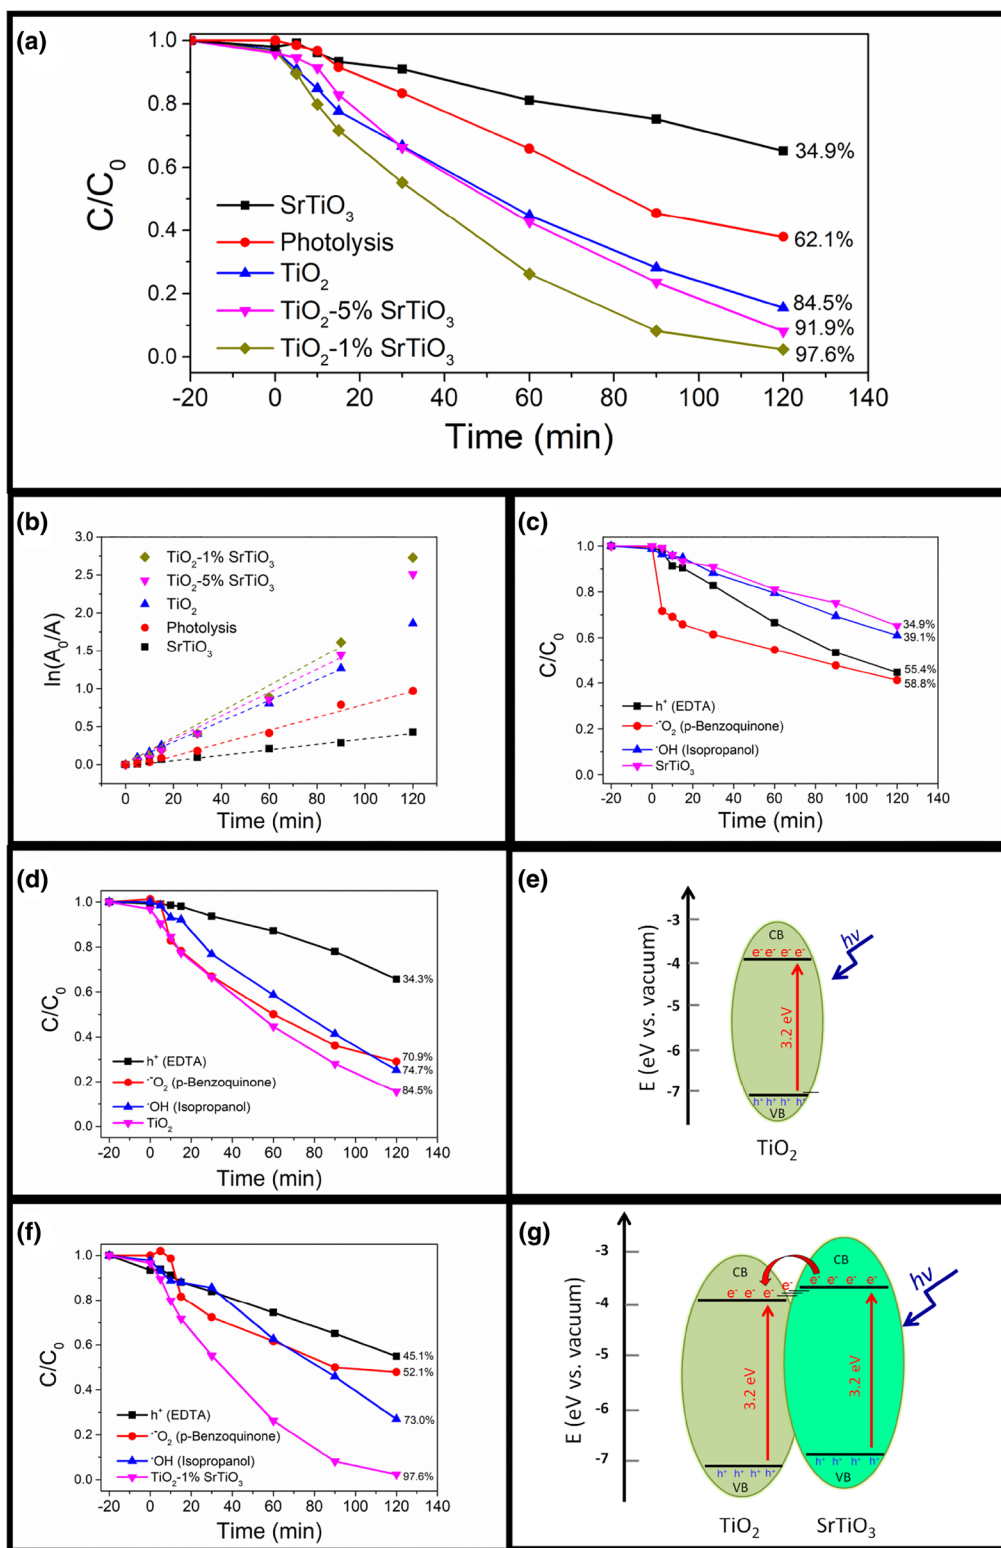 (a)
1.0
0.8
0.6
0.4
0.2
0.0
C/C₀
SrTiO₃
Photolysis
TiO₂
TiO₂-5% SrTiO₃
TiO₂-1% SrTiO₃
34.9%
62.1%
84.5%
91.9%
97.6%
-20 0 20 40 60 80 100 120 140
Time (min)
(b)
3.0
2.5
2.0
1.5
1.0
0.5
0.0
ln(A₀/A)
TiO₂-1% SrTiO₃
TiO₂-5% SrTiO₃
TiO₂
Photolysis
SrTiO₃
0 20 40 60 80 100 120
Time (min)
(c)
1.0
0.8
0.6
0.4
0.2
0.0
C/C₀
34.9%
39.1%
55.4%
58.8%
h⁺ (EDTA)
·⁻O₂ (p-Benzoquinone)
·OH (Isopropanol)
SrTiO₃
-20 0 20 40 60 80 100 120 140
Time (min)
(d)
1.0
0.8
0.6
0.4
0.2
0.0
C/C₀
34.3%
70.9%
74.7%
84.5%
h⁺ (EDTA)
·⁻O₂ (p-Benzoquinone)
·OH (Isopropanol)
TiO₂
-20 0 20 40 60 80 100 120 140
Time (min)
(e)
E (eV vs. vacuum)
-3
-4
-5
-6
-7
CB
e⁻ e⁻ e⁻ e⁻
hν
3.2 eV
h⁺ h⁺ h⁺ h⁺
VB
TiO₂
(f)
1.0
0.8
0.6
0.4
0.2
0.0
C/C₀
45.1%
52.1%
73.0%
97.6%
h⁺ (EDTA)
·⁻O₂ (p-Benzoquinone)
·OH (Isopropanol)
TiO₂-1% SrTiO₃
-20 0 20 40 60 80 100 120 140
Time (min)
(g)
E (eV vs. vacuum)
-3
-4
-5
-6
-7
CB
CB
e⁻ e⁻ e⁻ e⁻
e⁻ e⁻ e⁻ e⁻
hν
3.2 eV
3.2 eV
h⁺ h⁺ h⁺ h⁺
h⁺ h⁺ h⁺ h⁺
VB
VB
TiO₂
SrTiO₃